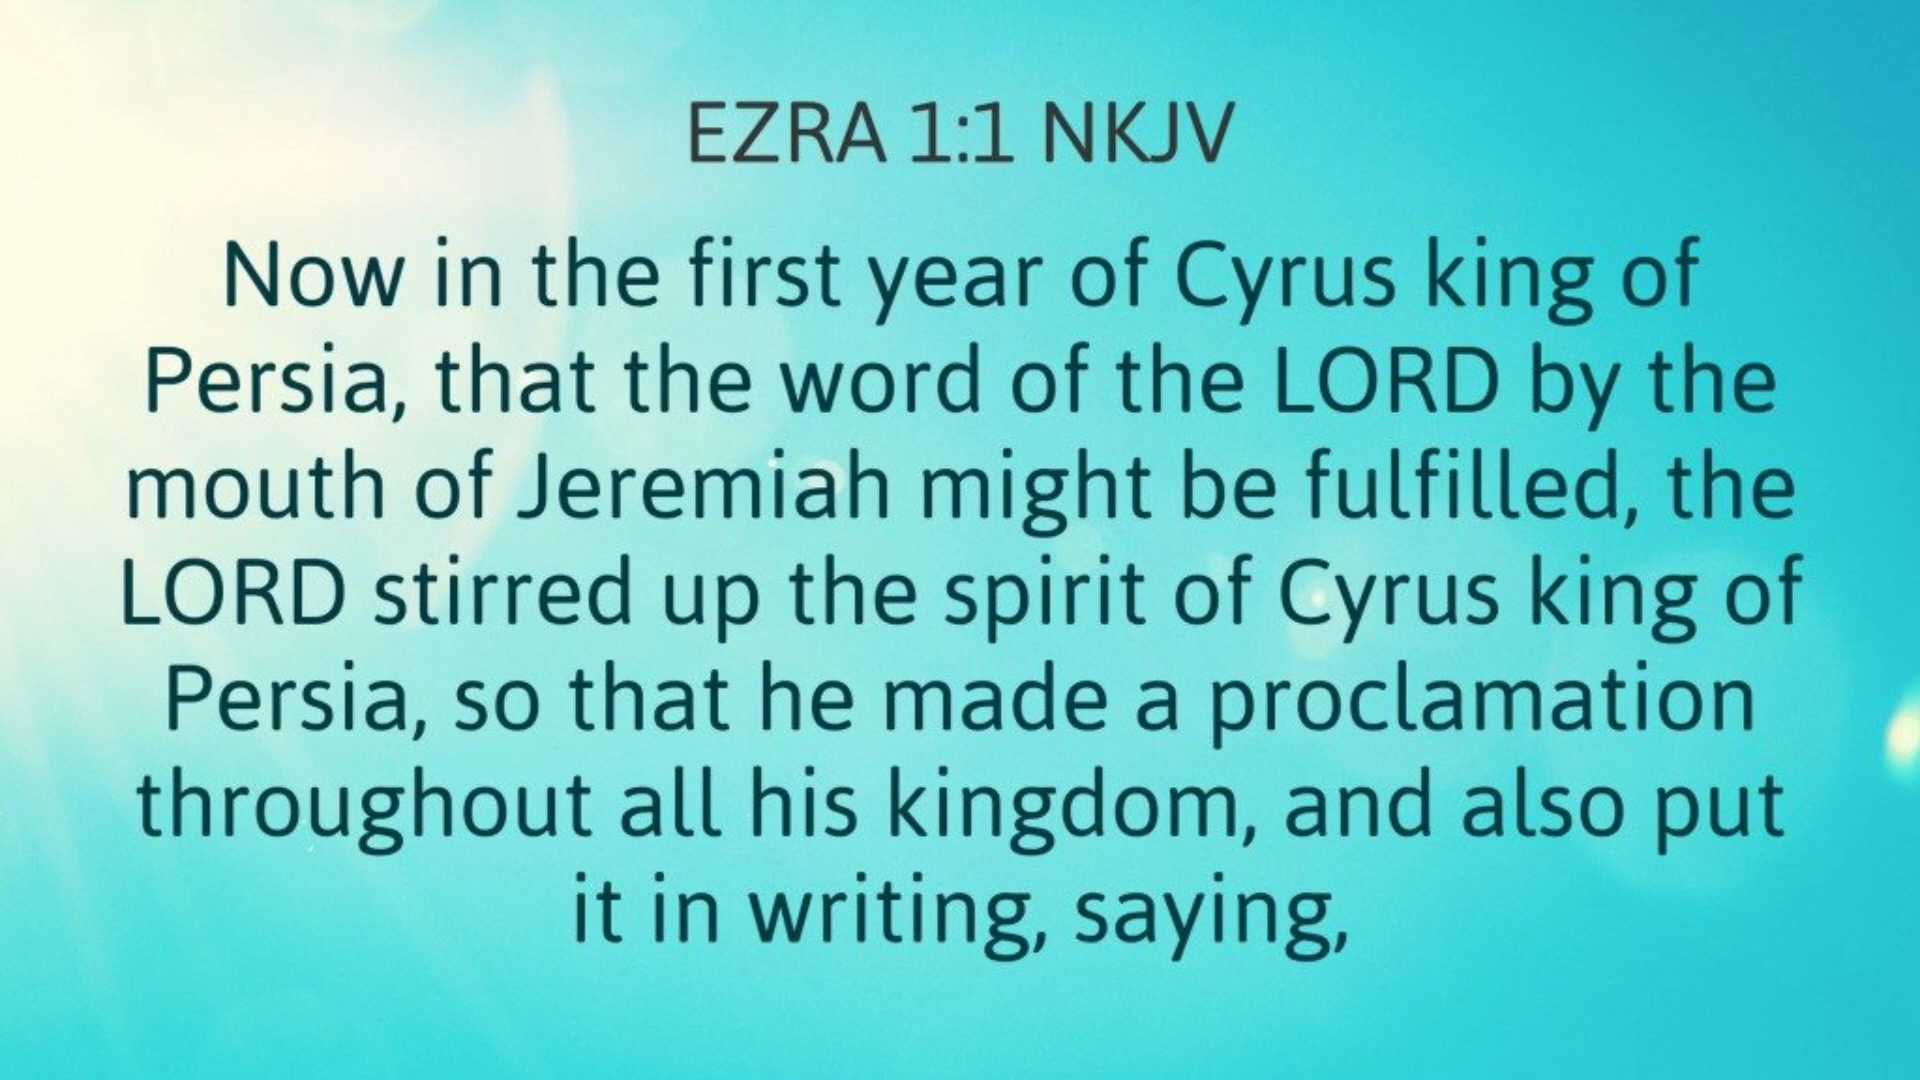 EZRA 1:1 NKJV
Now in the first year of Cyrus king of
Persia, that the word of the LORD by the
mouth of Jeremiah might be fulfilled, the
LORD stirred up the spirit of Cyrus king of
Persia, so that he made a proclamation
throughout all his kingdom, and also put
it in writing, saying,